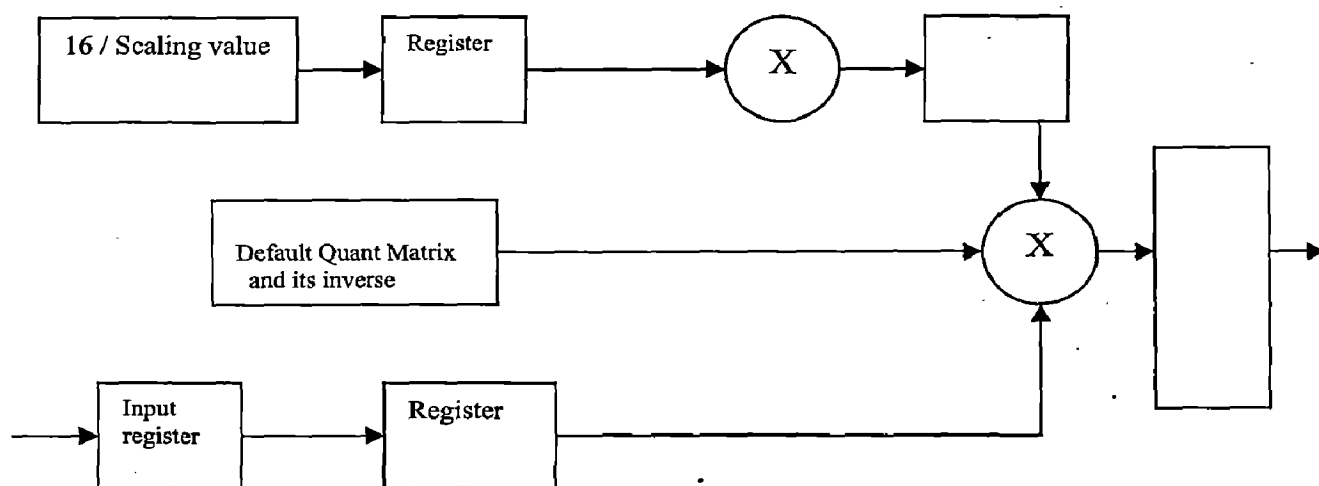 16 / Scaling value
Register
X
Default Quant Matrix
and its inverse
X
Input
register
Register